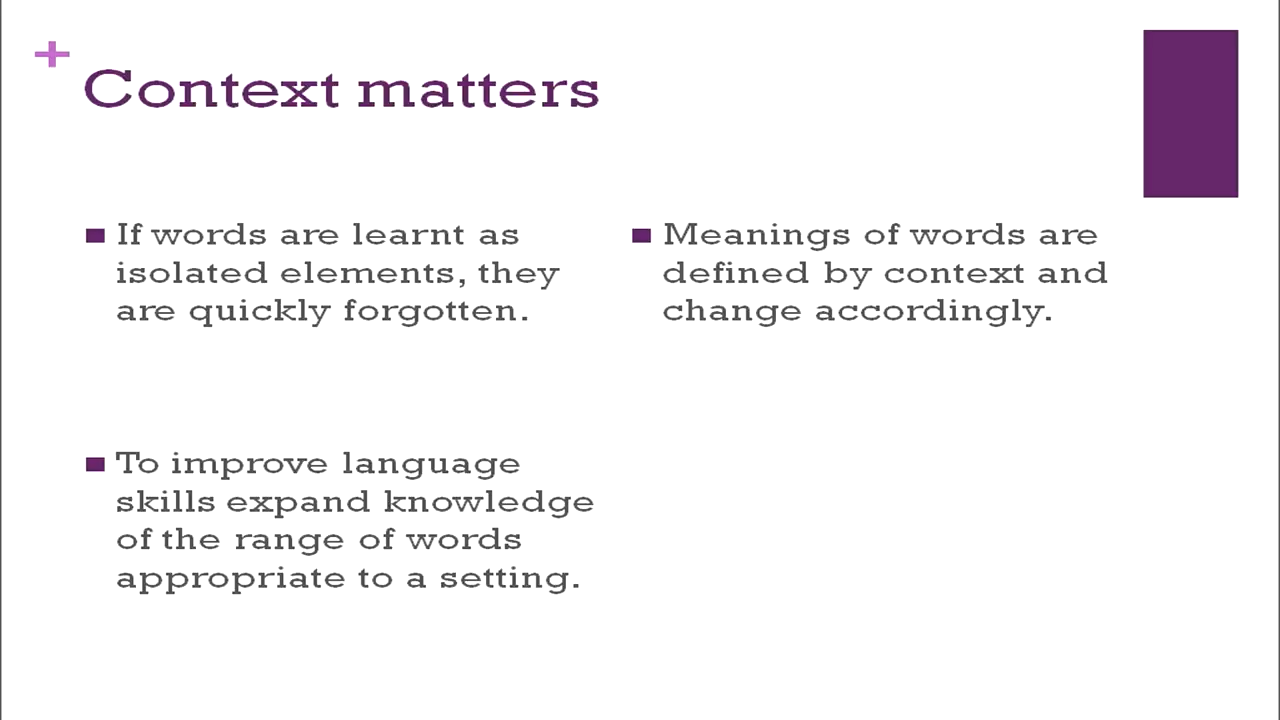 +
Context matters
If words are learnt as
isolated elements, they
are quickly forgotten.
Meanings of words are
defined by context and
change accordingly.
To improve language
skills expand knowledge
of the range of words
appropriate to a setting.